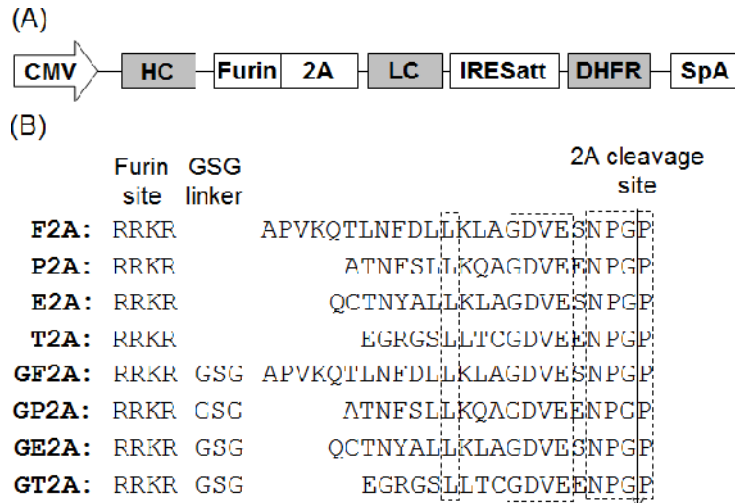 (A)
CMV HC Furin 2A LC IRESatt DHFR SpA
(B)
Furin site GSG linker 2A cleavage site
F2A: RRKR APVKQTLNFDLLKLAGDVESNPGP
P2A: RRKR ATNFSLLKQAGDVEENPGP
E2A: RRKR QCTNYALLKLAGDVESNPGP
T2A: RRKR EGRGSLLTCGDVEENPGP
GF2A: RRKR GSG APVKQTLNFDLLKLAGDVESNPGP
GP2A: RRKR GSG ATNFSLLKQAGDVEENPGP
GE2A: RRKR GSG QCTNYALLKLAGDVESNPGP
GT2A: RRKR GSG EGRGSLLTCGDVEENPGP